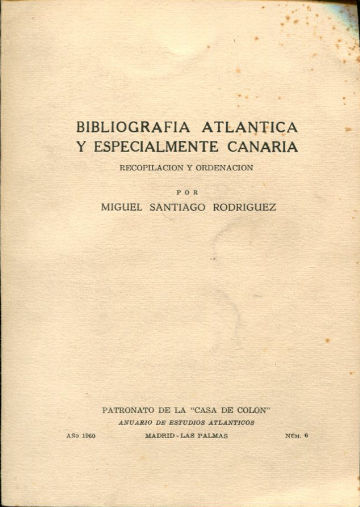 BIBLIOGRAFIA ATLANTICA
Y ESPECIALMENTE CANARIA
RECOPILACION Y ORDENACION
POR
MIGUEL SANTIAGO RODRIGUEZ
PATRONATO DE LA "CASA DE COLON"
ANUARIO DE ESTUDIOS ATLANTICOS
AÑO 1960 MADRID - LAS PALMAS NÚM. 6